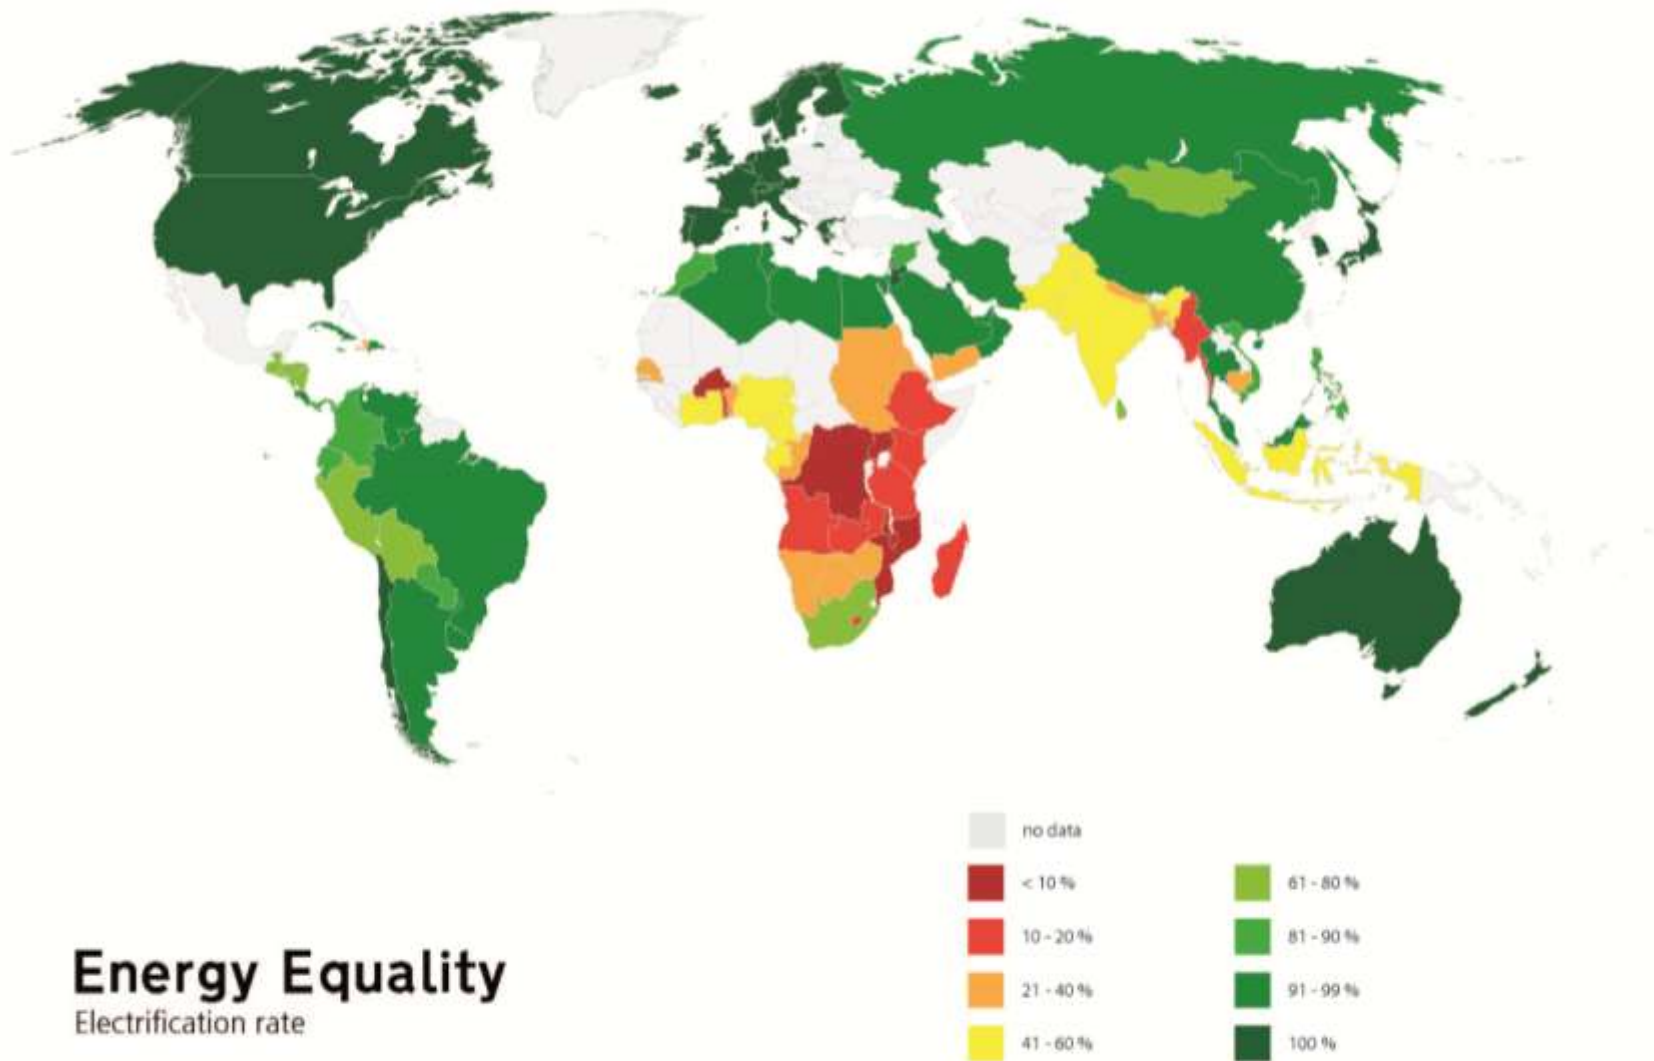 no data
< 10 %
10 - 20 %
21 - 40 %
41 - 60 %
61 - 80 %
81 - 90 %
91 - 99 %
100 %
Energy Equality
Electrification rate